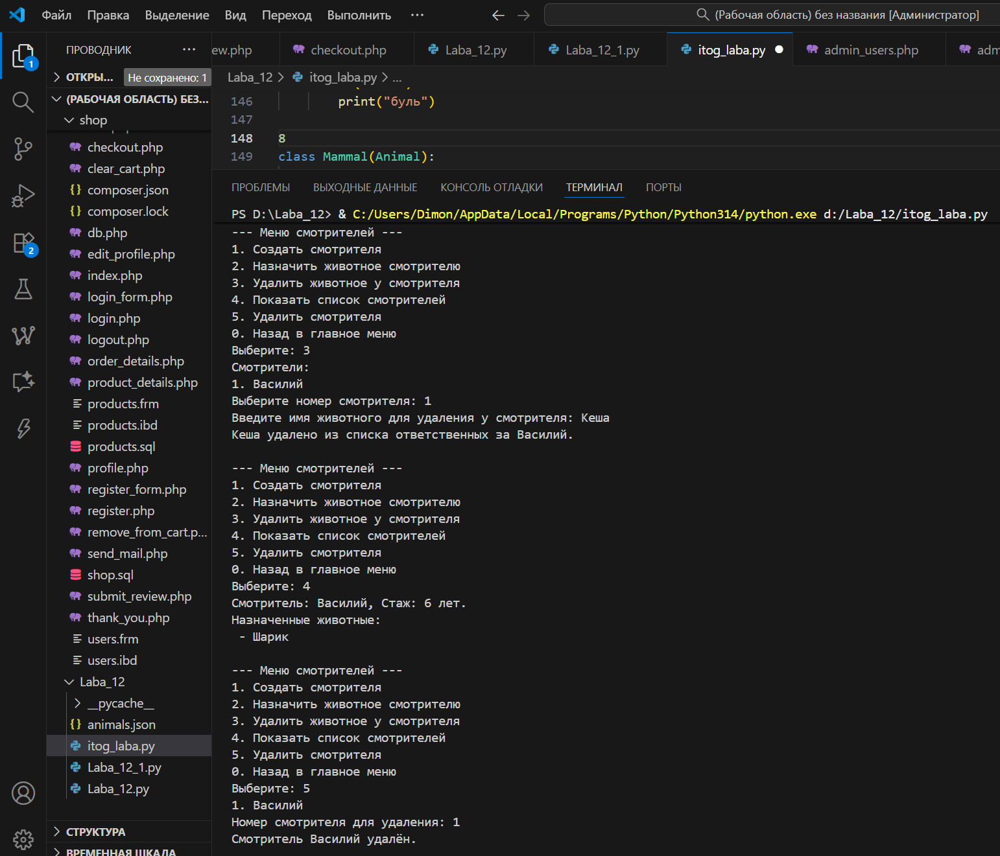 Файл Правка Выделение Вид Переход Выполнить ···
(Рабочая область) без названия [Администратор]
ПРОВОДНИК ···
ew.php
checkout.php
Laba_12.py
Laba_12_1.py
itog_laba.py
admin_users.php
adm
1
ОТКРЫ... Не сохранено: 1
(РАБОЧАЯ ОБЛАСТЬ) БЕЗ...
shop
checkout.php
clear_cart.php
composer.json
composer.lock
db.php
edit_profile.php
2
index.php
login_form.php
login.php
logout.php
order_details.php
product_details.php
products.frm
products.ibd
products.sql
profile.php
register_form.php
register.php
remove_from_cart.p...
send_mail.php
shop.sql
submit_review.php
thank_you.php
users.frm
users.ibd
Laba_12
__pycache__
animals.json
itog_laba.py
Laba_12_1.py
Laba_12.py
СТРУКТУРА
ВРЕМЕННАЯ ШКАЛА
Laba_12 > itog_laba.py > ...
146 print("буль")
147
148 8
149 class Mammal(Animal):
ПРОБЛЕМЫ ВЫХОДНЫЕ ДАННЫЕ КОНСОЛЬ ОТЛАДКИ ТЕРМИНАЛ ПОРТЫ
PS D:\Laba_12> & C:/Users/Dimon/AppData/Local/Programs/Python/Python314/python.exe d:/Laba_12/itog_laba.py
--- Меню смотрителей ---
1. Создать смотрителя
2. Назначить животное смотрителю
3. Удалить животное у смотрителя
4. Показать список смотрителей
5. Удалить смотрителя
0. Назад в главное меню
Выберите: 3
Смотрители:
1. Василий
Выберите номер смотрителя: 1
Введите имя животного для удаления у смотрителя: Кеша
Кеша удалено из списка ответственных за Василий.
--- Меню смотрителей ---
1. Создать смотрителя
2. Назначить животное смотрителю
3. Удалить животное у смотрителя
4. Показать список смотрителей
5. Удалить смотрителя
0. Назад в главное меню
Выберите: 4
Смотритель: Василий, Стаж: 6 лет.
Назначенные животные:
- Шарик
--- Меню смотрителей ---
1. Создать смотрителя
2. Назначить животное смотрителю
3. Удалить животное у смотрителя
4. Показать список смотрителей
5. Удалить смотрителя
0. Назад в главное меню
Выберите: 5
1. Василий
Номер смотрителя для удаления: 1
Смотритель Василий удалён.